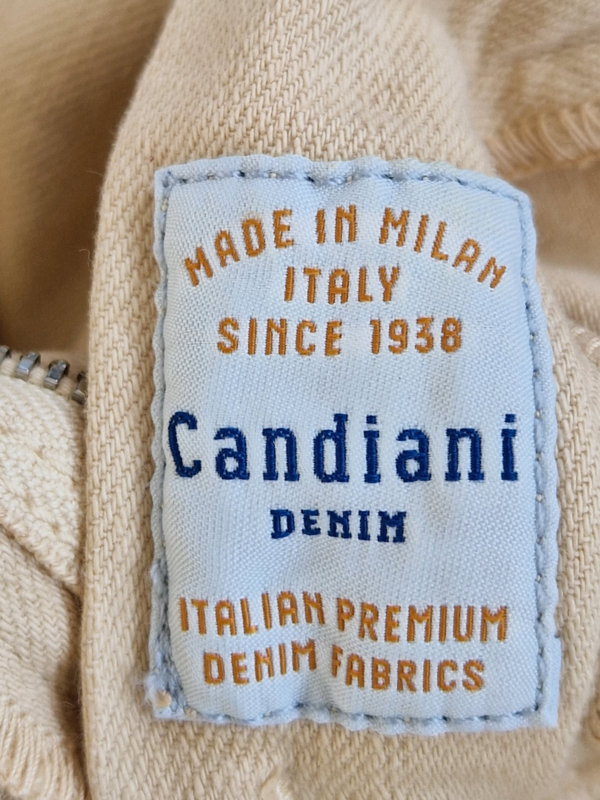 MADE IN MILAN
ITALY
SINCE 1938
Candiani
DENIM
ITALIAN PREMIUM
DENIM FABRICS